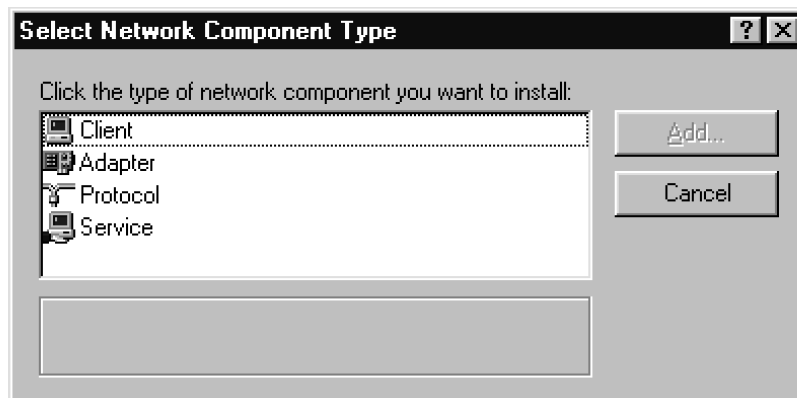 Select Network Component Type
Click the type of network component you want to install:
Client
Adapter
Protocol
Service
Add...
Cancel